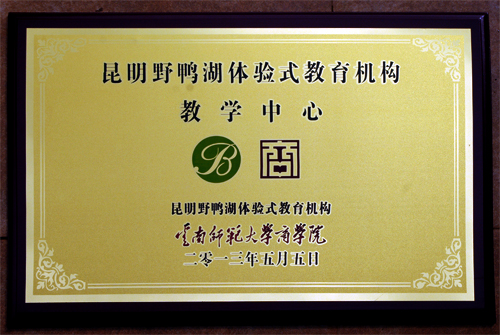 昆明野鸭湖体验式教育机构
教学中心
B 商
昆明野鸭湖体验式教育机构
云南师范大学商学院
二零一三年五月五日